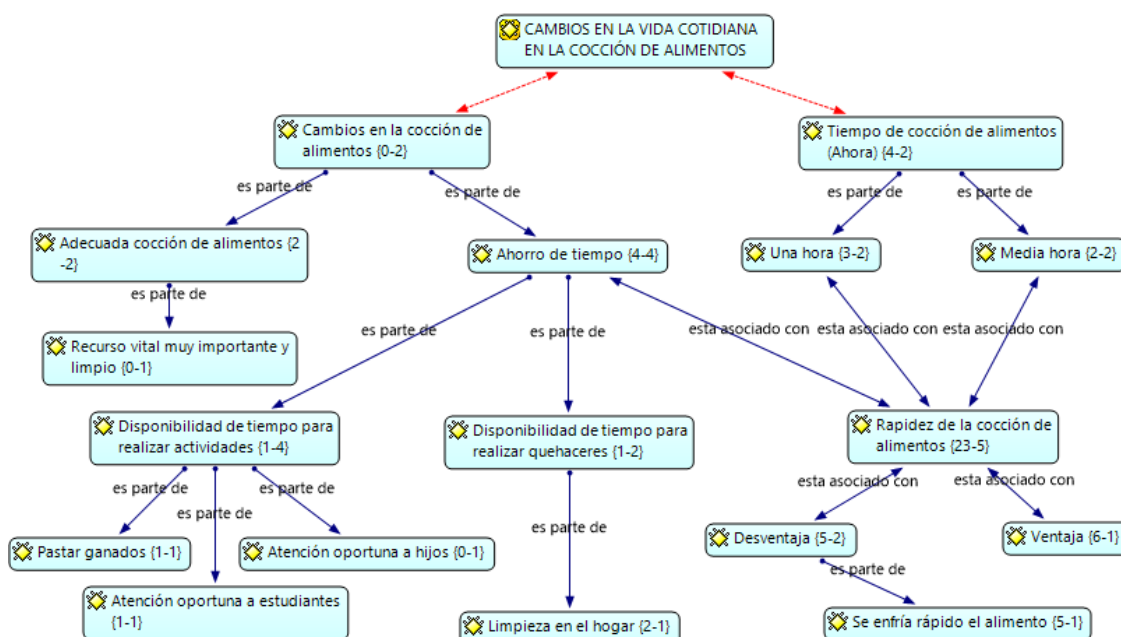 CAMBIOS EN LA VIDA COTIDIANA
EN LA COCCIÓN DE ALIMENTOS
Cambios en la cocción de
alimentos {0-2}
Tiempo de cocción de alimentos
(Ahora) {4-2}
es parte de
es parte de
es parte de
es parte de
Adecuada cocción de alimentos {2
-2}
Ahorro de tiempo {4-4}
Una hora {3-2}
Media hora {2-2}
es parte de
es parte de
es parte de
esta asociado con
esta asociado con
esta asociado con
Recurso vital muy importante y
limpio {0-1}
Disponibilidad de tiempo para
realizar actividades {1-4}
Disponibilidad de tiempo para
realizar quehaceres {1-2}
Rapidez de la cocción de
alimentos {23-5}
es parte de
es parte de
es parte de
es parte de
esta asociado con
esta asociado con
Pastar ganados {1-1}
Atención oportuna a hijos {0-1}
Desventaja {5-2}
Ventaja {6-1}
es parte de
Atención oportuna a estudiantes
{1-1}
Limpieza en el hogar {2-1}
Se enfría rápido el alimento {5-1}